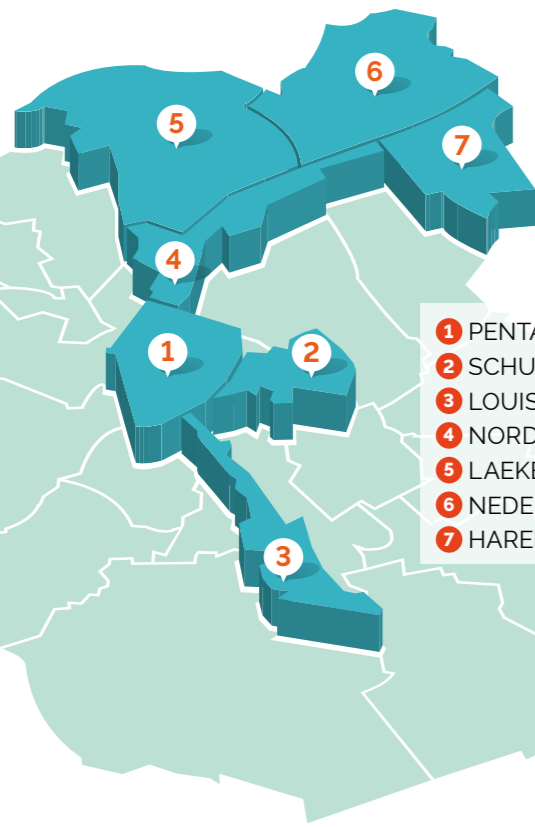 6
5
7
4
1
2
3
1 PENTA
2 SCHU
3 LOUIS
4 NORD
5 LAEKE
6 NEDE
7 HARE